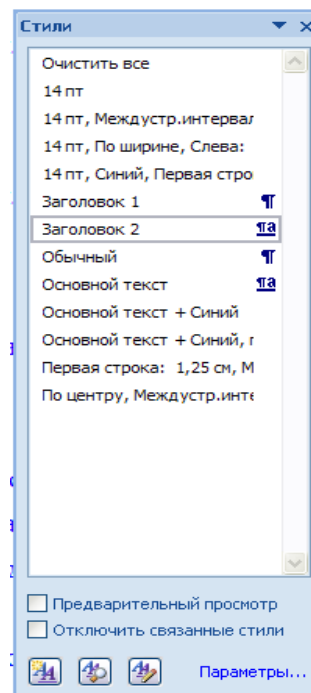 Стили
Очистить все
14 пт
14 пт, Междустр.интервал
14 пт, По ширине, Слева:
14 пт, Синий, Первая стро
Заголовок 1 ¶
Заголовок 2 ¶a
Обычный ¶
Основной текст ¶a
Основной текст + Синий
Основной текст + Синий, г
Первая строка: 1,25 см, М
По центру, Междустр.инте
Предварительный просмотр
Отключить связанные стили
Параметры...